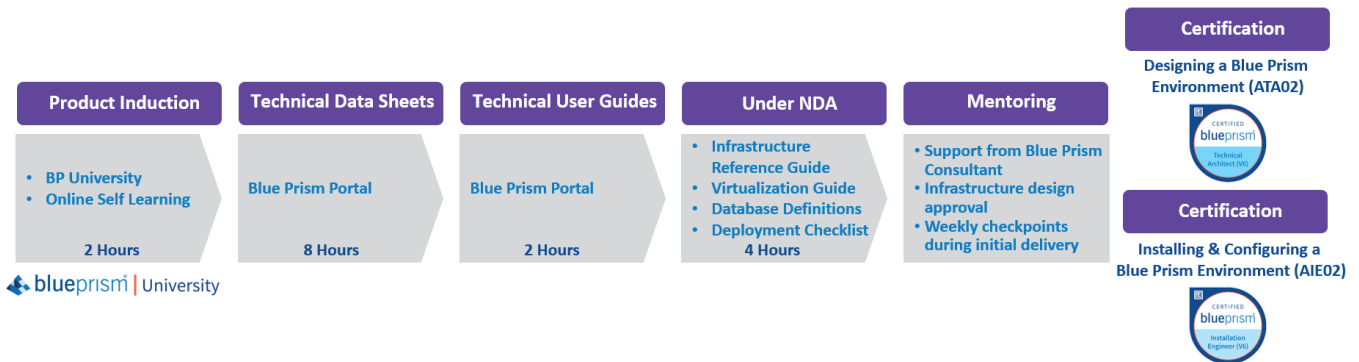 Product Induction
• BP University
• Online Self Learning
2 Hours
Technical Data Sheets
Blue Prism Portal
8 Hours
Technical User Guides
Blue Prism Portal
2 Hours
Under NDA
• Infrastructure
Reference Guide
• Virtualization Guide
• Database Definitions
• Deployment Checklist
4 Hours
Mentoring
• Support from Blue Prism
Consultant
• Infrastructure design
approval
• Weekly checkpoints
during initial delivery
Certification
Designing a Blue Prism
Environment (ATA02)
CERTIFIED
blueprism
Technical
Architect (V6)
Certification
Installing & Configuring a
Blue Prism Environment (AIE02)
CERTIFIED
blueprism
Installation
Engineer (V6)
blueprism | University